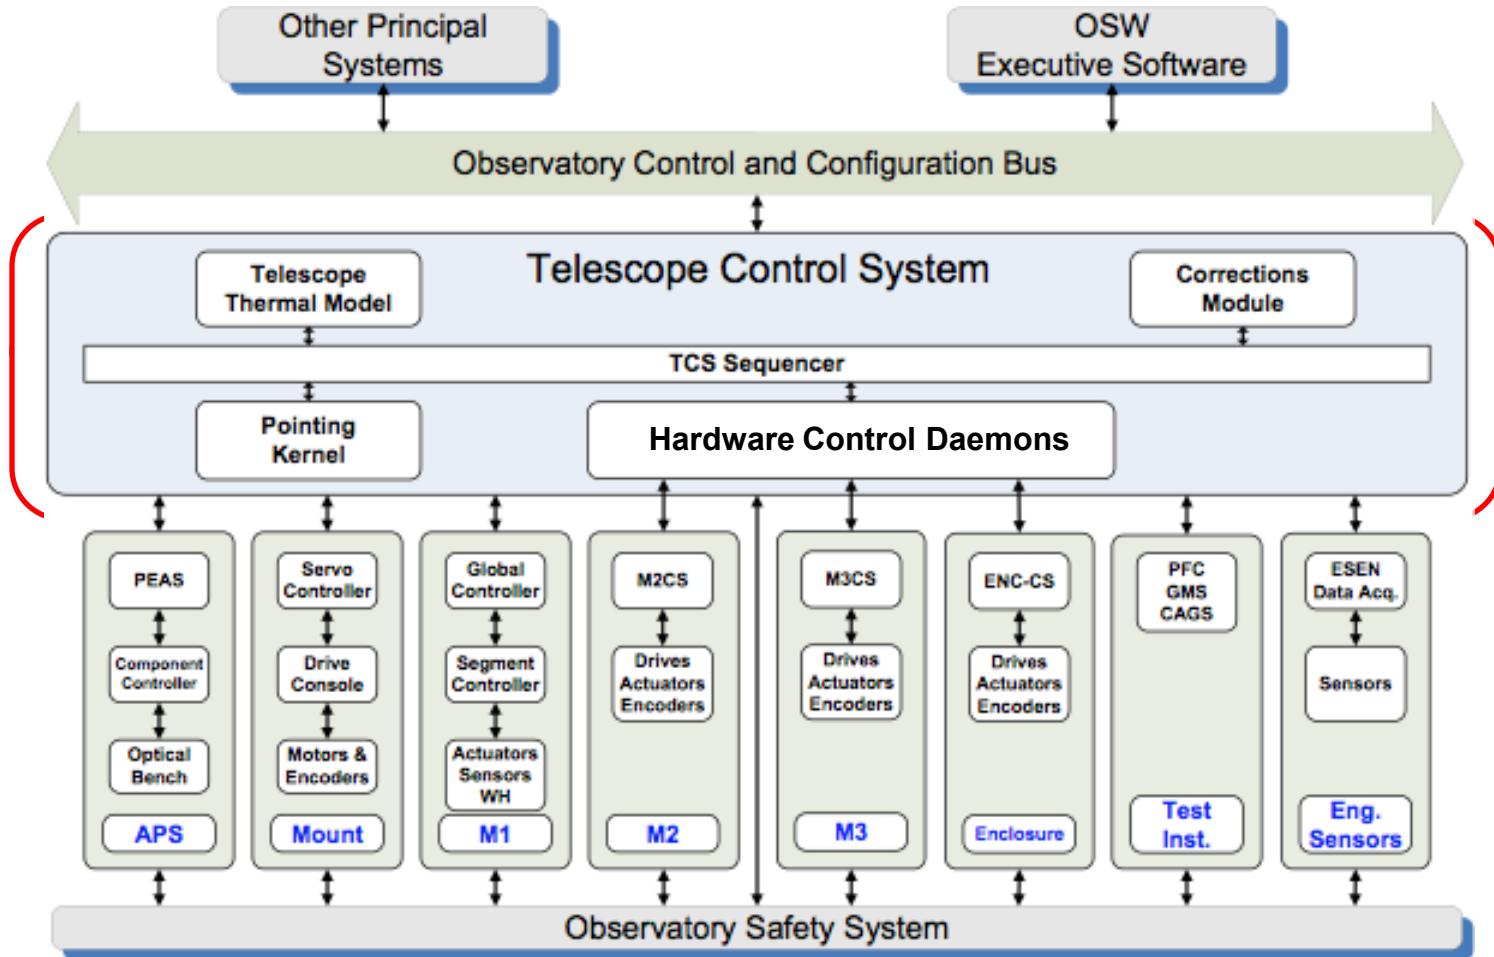 Other Principal
Systems
OSW
Executive Software
Observatory Control and Configuration Bus
Telescope Control System
Telescope
Thermal Model
Corrections
Module
TCS Sequencer
Pointing
Kernel
Hardware Control Daemons
PEAS
Component
Controller
Optical
Bench
APS
Servo
Controller
Drive
Console
Motors &
Encoders
Mount
Global
Controller
Segment
Controller
Actuators
Sensors
WH
M1
M2CS
Drives
Actuators
Encoders
M2
M3CS
Drives
Actuators
Encoders
M3
ENC-CS
Drives
Actuators
Encoders
Enclosure
PFC
GMS
CAGS
Test
Inst.
ESEN
Data Acq.
Sensors
Eng.
Sensors
Observatory Safety System